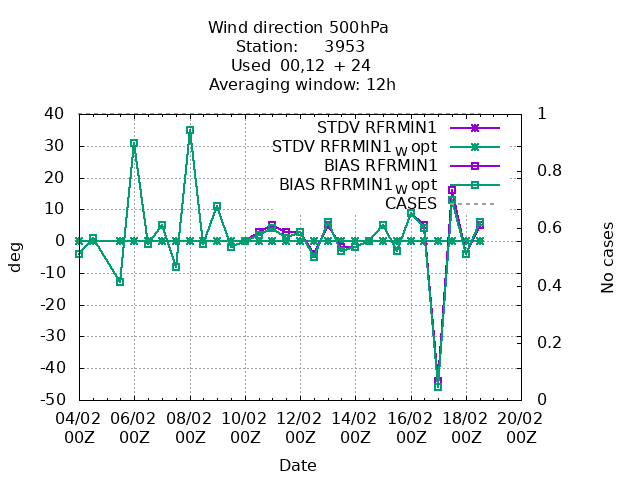 Wind direction 500hPa
Station: 3953
Used 00,12 + 24
Averaging window: 12h
40 1
STDV RFRMIN1
30
STDV RFRMIN1W opt
20 0.8
BIAS RFRMIN1
BIAS RFRMIN1W opt
10
CASES
0 0.6
-10
-20 0.4
-30 0.2
-40
-50 0
deg
No cases
04/02 06/02 08/02 10/02 12/02 14/02 16/02 18/02 20/02
00Z 00Z 00Z 00Z 00Z 00Z 00Z 00Z 00Z
Date